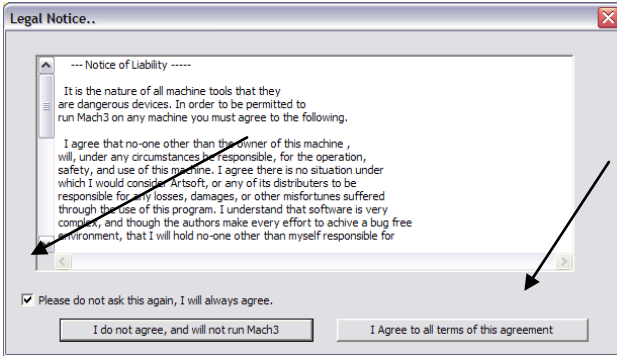 Legal Notice..
--- Notice of Liability -----
It is the nature of all machine tools that they
are dangerous devices. In order to be permitted to
run Mach3 on any machine you must agree to the following.
I agree that no-one other than the owner of this machine ,
will, under any circumstances be responsible, for the operation,
safety, and use of this machine. I agree there is no situation under
which I would consider Artsoft, or any of its distributers to be
responsible for any losses, damages, or other misfortunes suffered
through the use of this program. I understand that software is very
complex, and though the authors make every effort to achive a bug free
environment, that I will hold no-one other than myself responsible for
Please do not ask this again, I will always agree.
I do not agree, and will not run Mach3
I Agree to all terms of this agreement